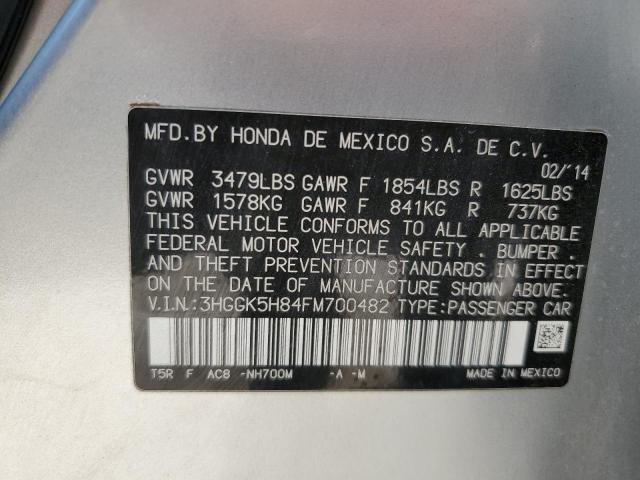 MFD.BY HONDA DE MEXICO S.A. DE C.V.
02/'14
GVWR 3479LBS GAWR F 1854LBS R 1625LBS
GVWR 1578KG GAWR F 841KG R 737KG
THIS VEHICLE CONFORMS TO ALL APPLICABLE
FEDERAL MOTOR VEHICLE SAFETY , BUMPER ,
AND THEFT PREVENTION STANDARDS IN EFFECT
ON THE DATE OF MANUFACTURE SHOWN ABOVE.
V.I.N.:3HGGK5H84FM700482 TYPE:PASSENGER CAR
T5R F AC8 -NH700M -A -M MADE IN MEXICO